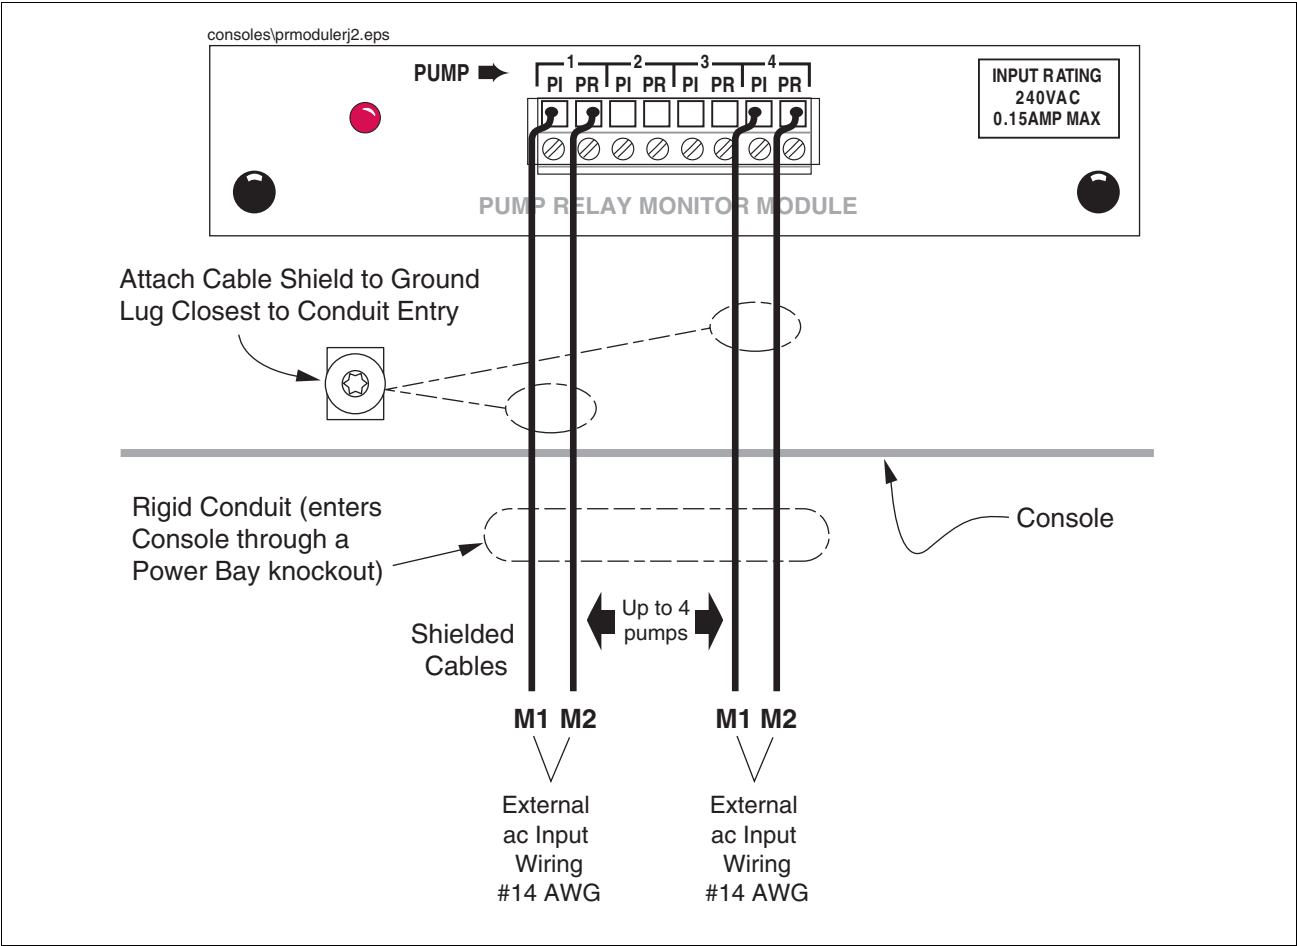 consoles\prmodulerj2.eps
PUMP
1 2 3 4
PI PR PI PR PI PR PI PR
INPUT RATING
240VAC
0.15AMP MAX
PUMP RELAY MONITOR MODULE
Attach Cable Shield to Ground
Lug Closest to Conduit Entry
Rigid Conduit (enters
Console through a
Power Bay knockout)
Console
Up to 4
pumps
Shielded
Cables
M1 M2
M1 M2
External
ac Input
Wiring
#14 AWG
External
ac Input
Wiring
#14 AWG